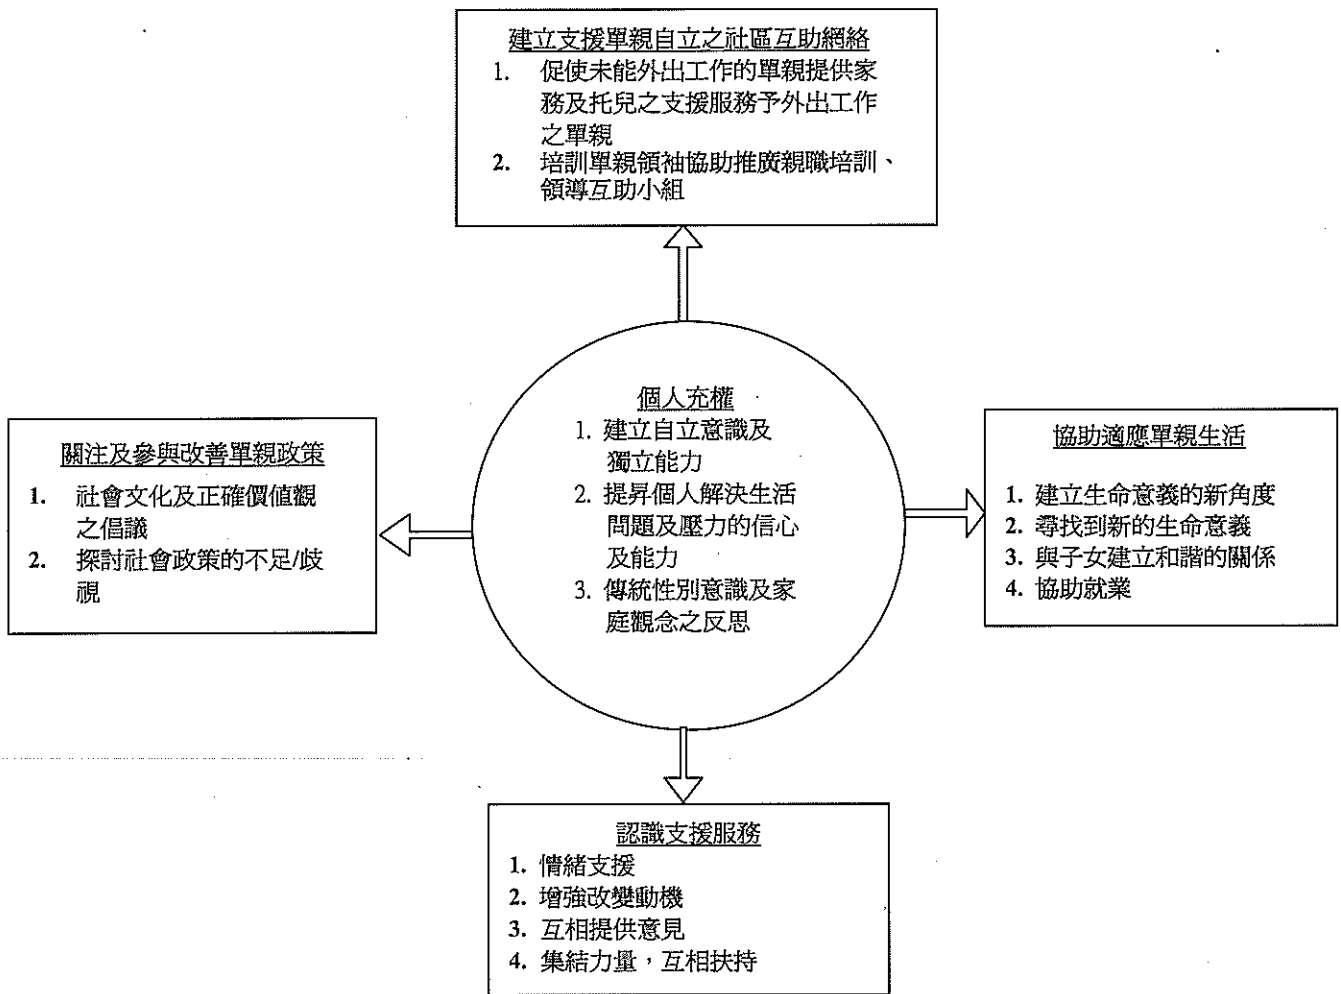 建立支援單親自立之社區互助網絡
1. 促使未能外出工作的單親提供家
務及托兒之支援服務予外出工作
之單親
2. 培訓單親領袖協助推廣親職培訓、
領導互助小組
個人充權
1. 建立自立意識及
獨立能力
2. 提昇個人解決生活
問題及壓力的信心
及能力
3. 傳統性別意識及家
庭觀念之反思
關注及參與改善單親政策
1. 社會文化及正確價值觀
之倡議
2. 探討社會政策的不足/歧
視
協助適應單親生活
1. 建立生命意義的新角度
2. 尋找到新的生命意義
3. 與子女建立和諧的關係
4. 協助就業
認識支援服務
1. 情緒支援
2. 增強改變動機
3. 互相提供意見
4. 集結力量，互相扶持